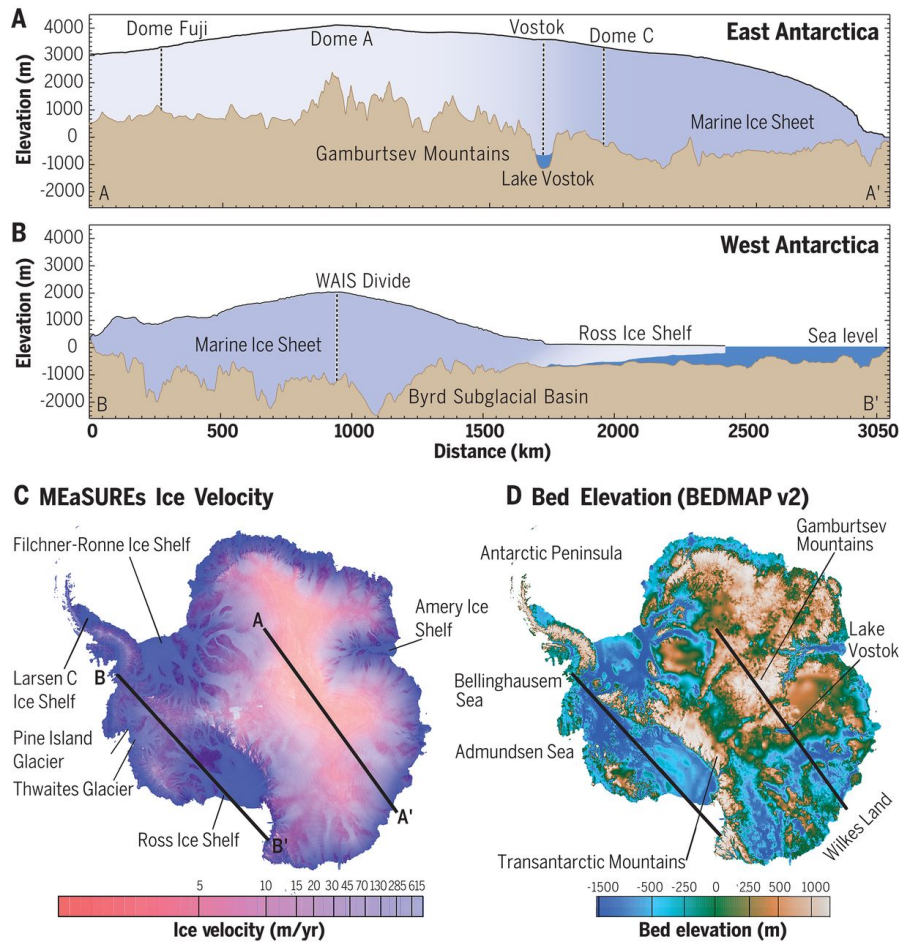 A
East Antarctica
Elevation (m)
4000
3000
2000
1000
0
-1000
-2000
Dome Fuji
Dome A
Vostok
Dome C
Marine Ice Sheet
Gamburtsev Mountains
Lake Vostok
A
A'
B
West Antarctica
Elevation (m)
4000
3000
2000
1000
0
-1000
-2000
WAIS Divide
Ross Ice Shelf
Sea level
Marine Ice Sheet
Byrd Subglacial Basin
B
B'
0 500 1000 1500 2000 2500 3050
Distance (km)
C MEaSUREs Ice Velocity
Filchner-Ronne Ice Shelf
Amery Ice
Shelf
A
Larsen C
Ice Shelf
B
Pine Island
Glacier
Thwaites Glacier
Ross Ice Shelf
A'
B'
5 10 15 20 30 45 70 130 285 615
Ice velocity (m/yr)
D Bed Elevation (BEDMAP v2)
Gamburtsev
Mountains
Antarctic Peninsula
Lake
Vostok
Bellinghausem
Sea
Admundsen Sea
Wilkes Land
Transantarctic Mountains
-1500 -500 -250 0 250 500 1000
Bed elevation (m)